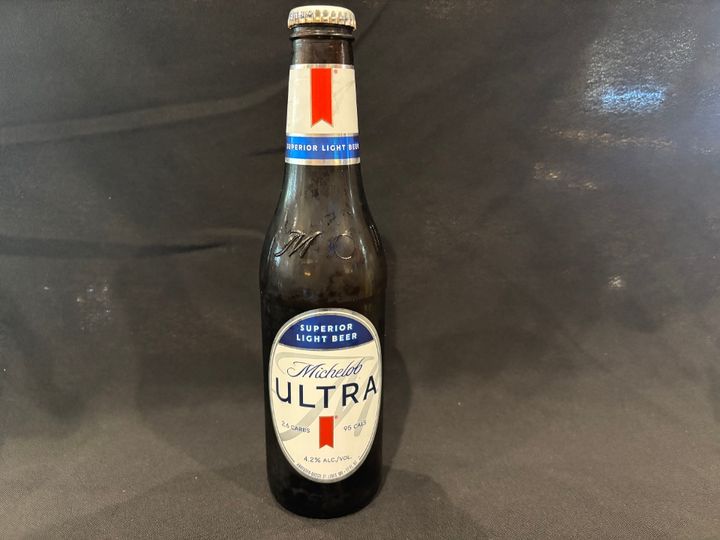 SUPERIOR LIGHT BEER
M
SUPERIOR
LIGHT BEER
Michelob
ULTRA
2.6 CARBS 95 CALS
4.2% ALC./VOL.